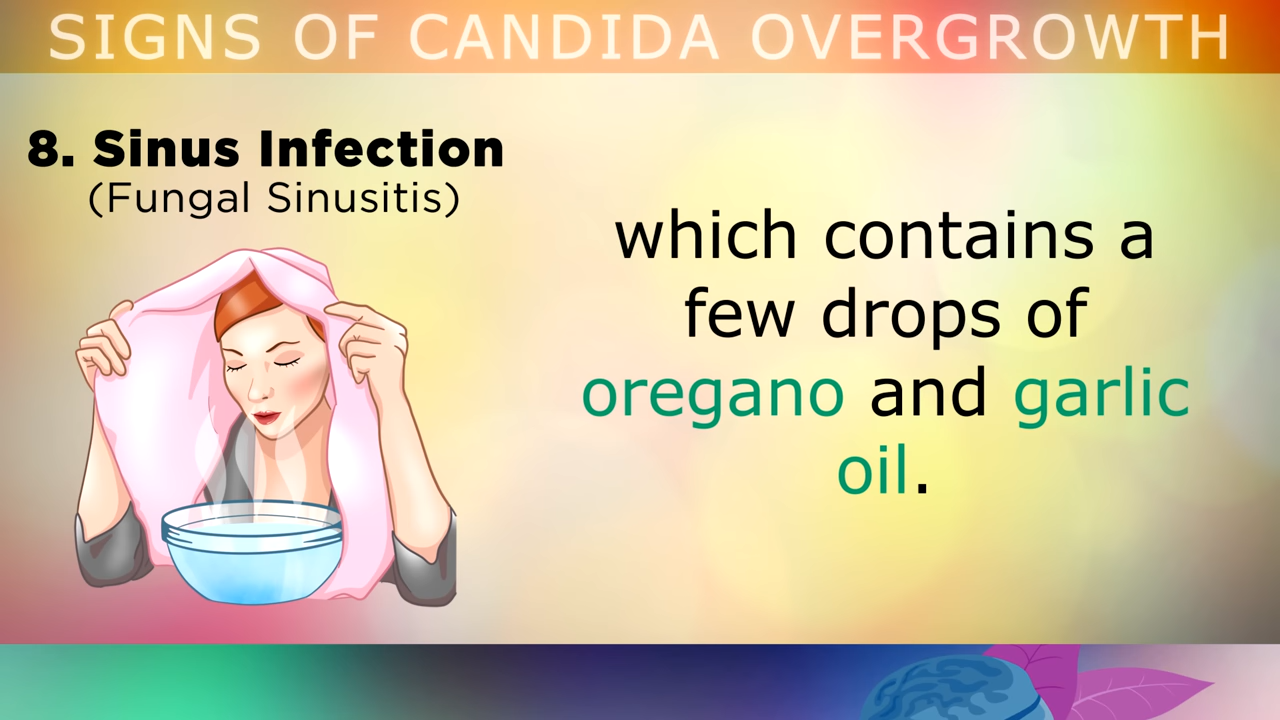 SIGNS OF CANDIDA OVERGROWTH
8. Sinus Infection
(Fungal Sinusitis)
which contains a
few drops of
oregano and garlic
oil.